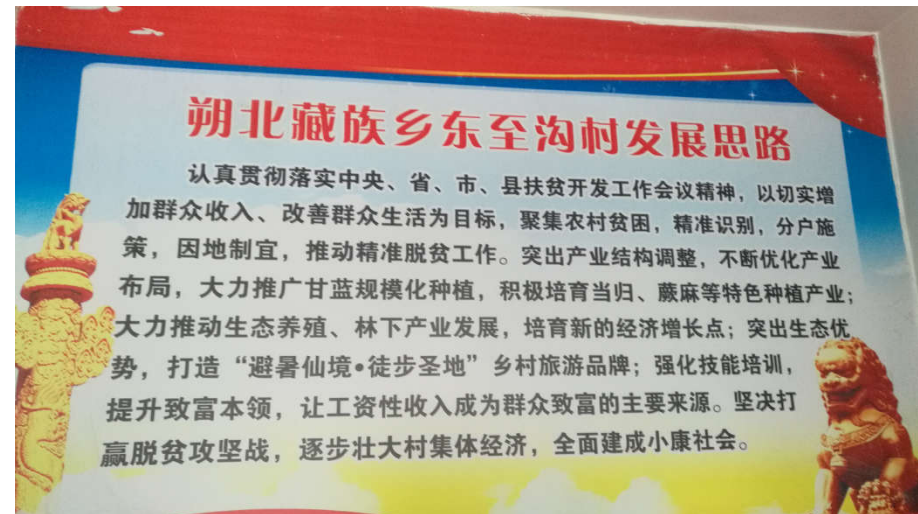 朔北藏族乡东至沟村发展思路
认真贯彻落实中央、省、市、县扶贫开发工作会议精神，以切实增
加群众收入、改善群众生活为目标，聚集农村贫困，精准识别，分户施
策，因地制宜，推动精准脱贫工作。突出产业结构调整，不断优化产业
布局，大力推广甘蓝规模化种植，积极培育当归、蕨麻等特色种植产业；
大力推动生态养殖、林下产业发展，培育新的经济增长点；突出生态优
势，打造“避暑仙境•徒步圣地”乡村旅游品牌；强化技能培训，
提升致富本领，让工资性收入成为群众致富的主要来源。坚决打
赢脱贫攻坚战，逐步壮大村集体经济，全面建成小康社会。